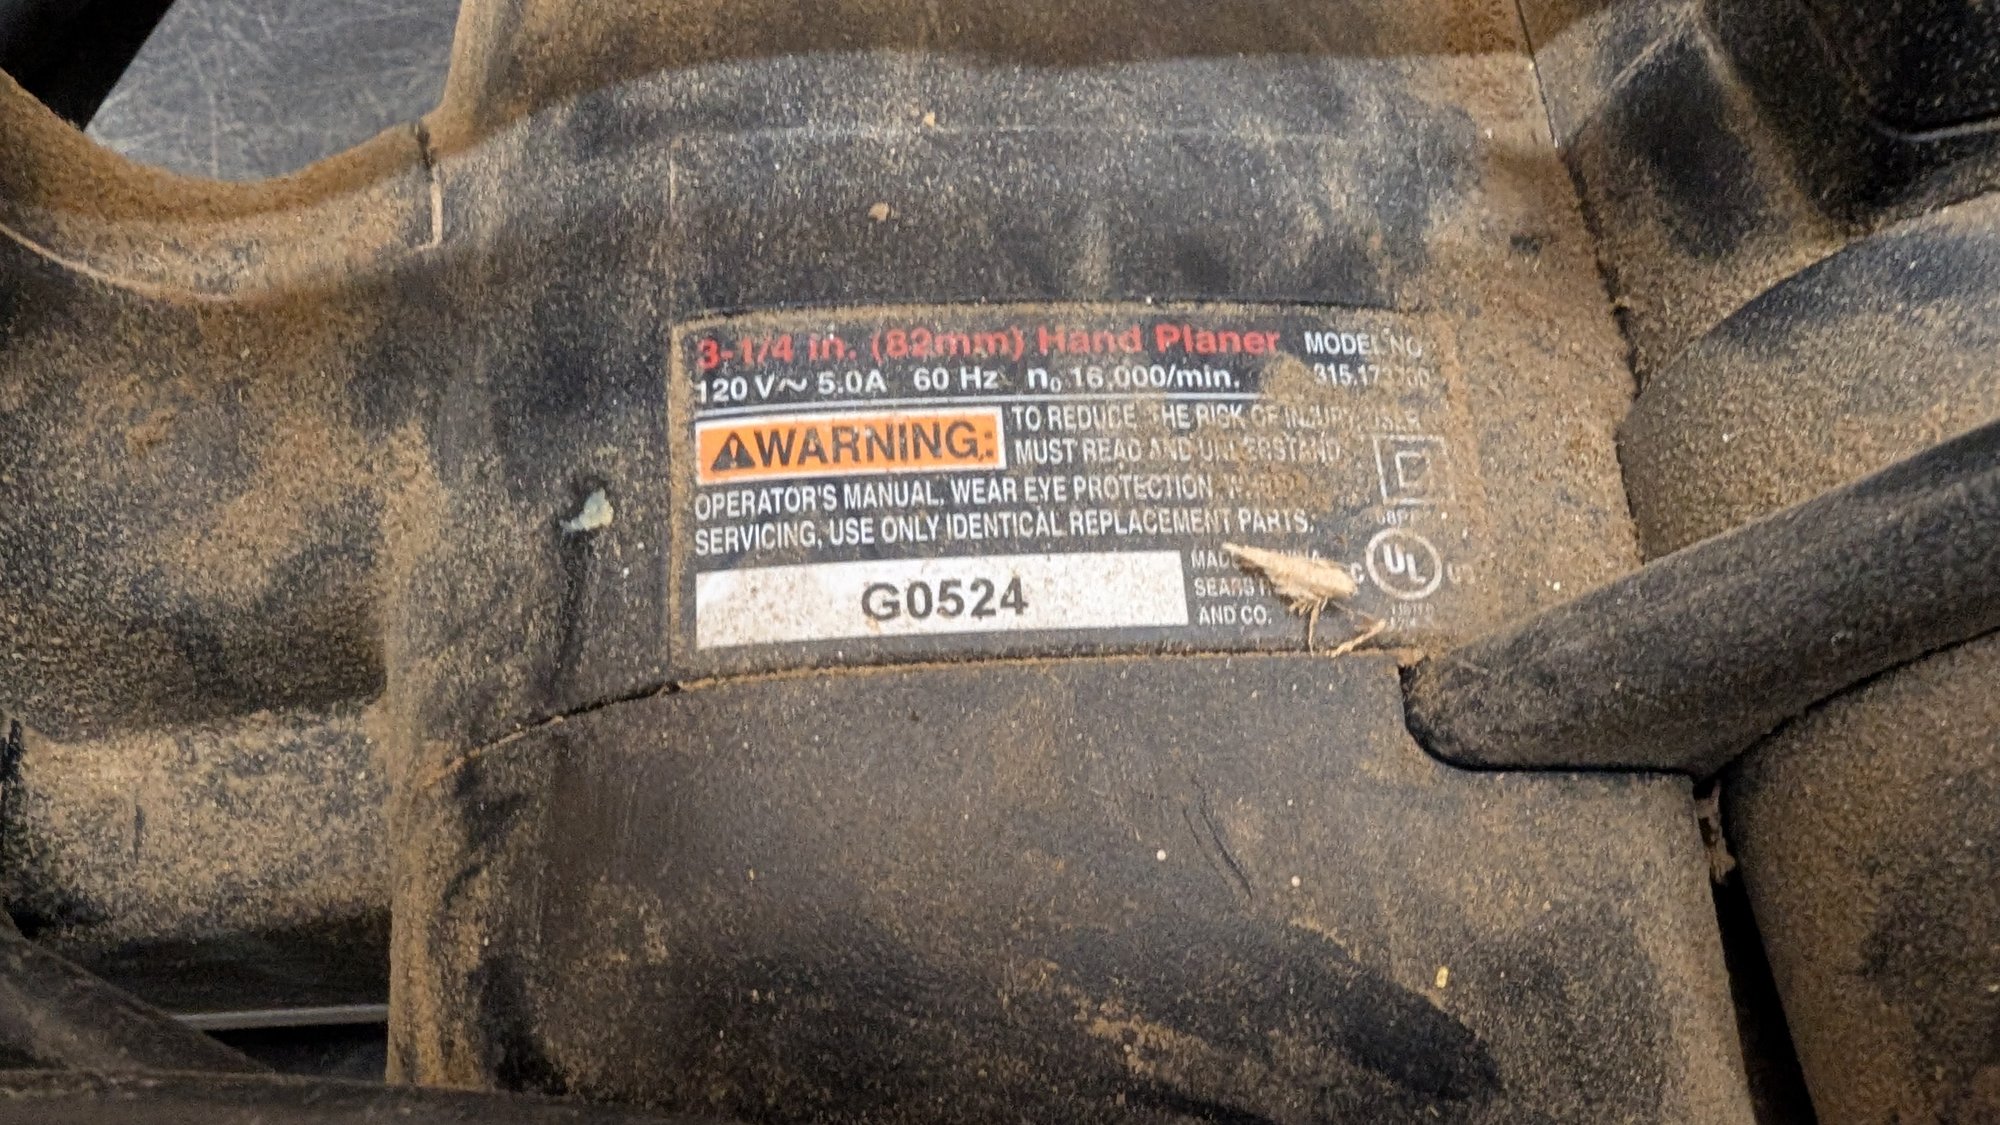 3-1/4 in. (82mm) Hand Planer MODEL NO
120 V~ 5.0A 60 Hz n₀ 16,000/min.
⚠WARNING: TO REDUCE THE RISK OF INJURY, USER
MUST READ AND UNDERSTAND
OPERATOR'S MANUAL, WEAR EYE PROTECTION
SERVICING, USE ONLY IDENTICAL REPLACEMENT PARTS.
G0524
SEARS
AND CO.
UL